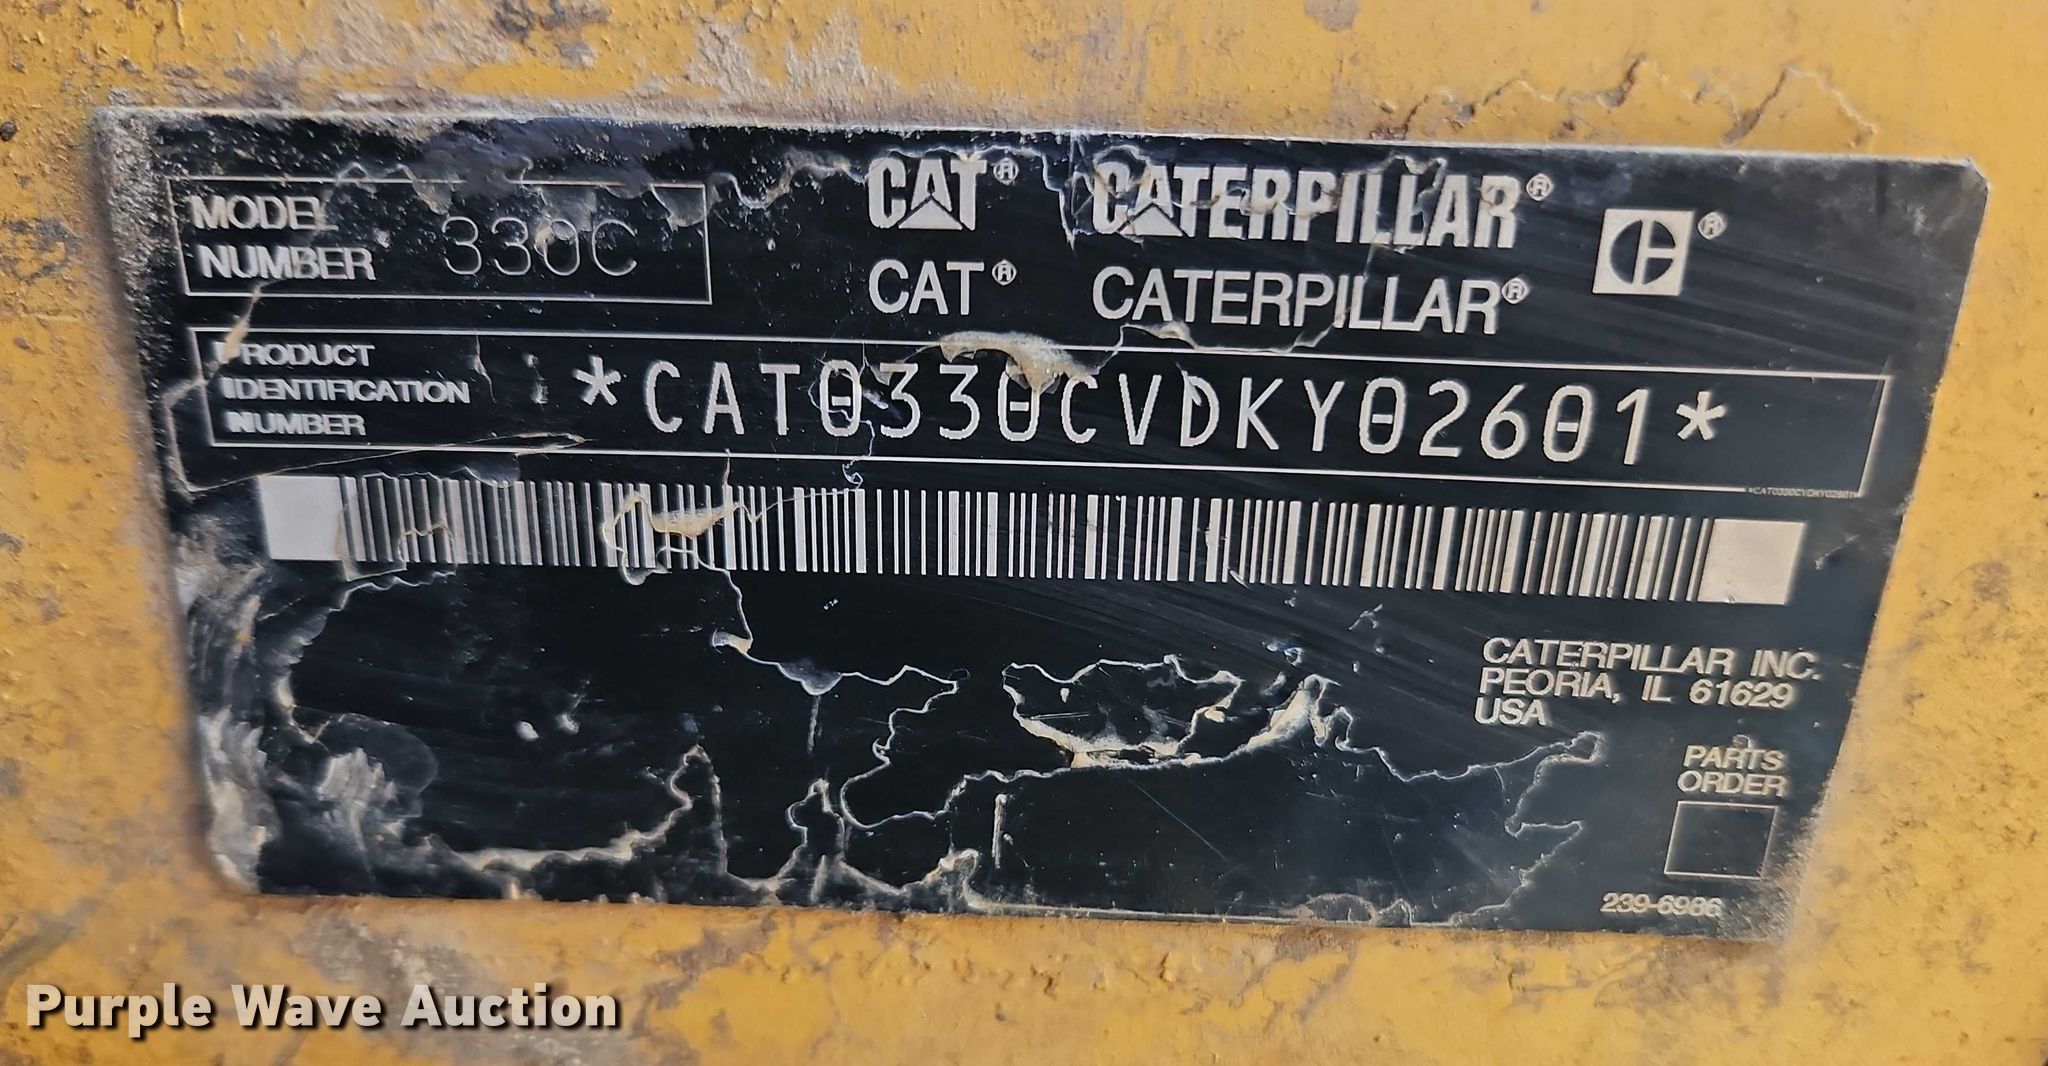 MODEL
NUMBER 330C
CAT® CATERPILLAR®
CAT® CATERPILLAR®
PRODUCT
IDENTIFICATION
NUMBER
*CAT0330CVDKY02601*
*CAT0330CVDKY02601*
CATERPILLAR INC.
PEORIA, IL 61629
USA
PARTS
ORDER
239-6986
Purple Wave Auction